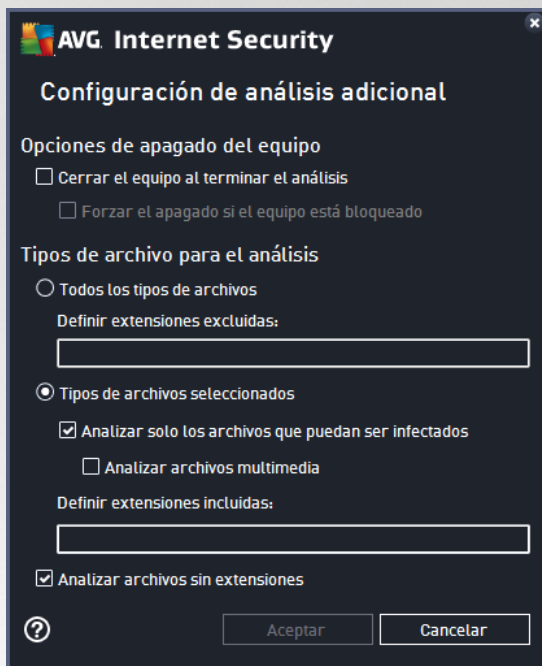 AVG. Internet Security
Configuración de análisis adicional
Opciones de apagado del equipo
Cerrar el equipo al terminar el análisis
Forzar el apagado si el equipo está bloqueado
Tipos de archivo para el análisis
Todos los tipos de archivos
Definir extensiones excluidas:
Tipos de archivos seleccionados
Analizar solo los archivos que puedan ser infectados
Analizar archivos multimedia
Definir extensiones incluidas:
Analizar archivos sin extensiones
Aceptar
Cancelar